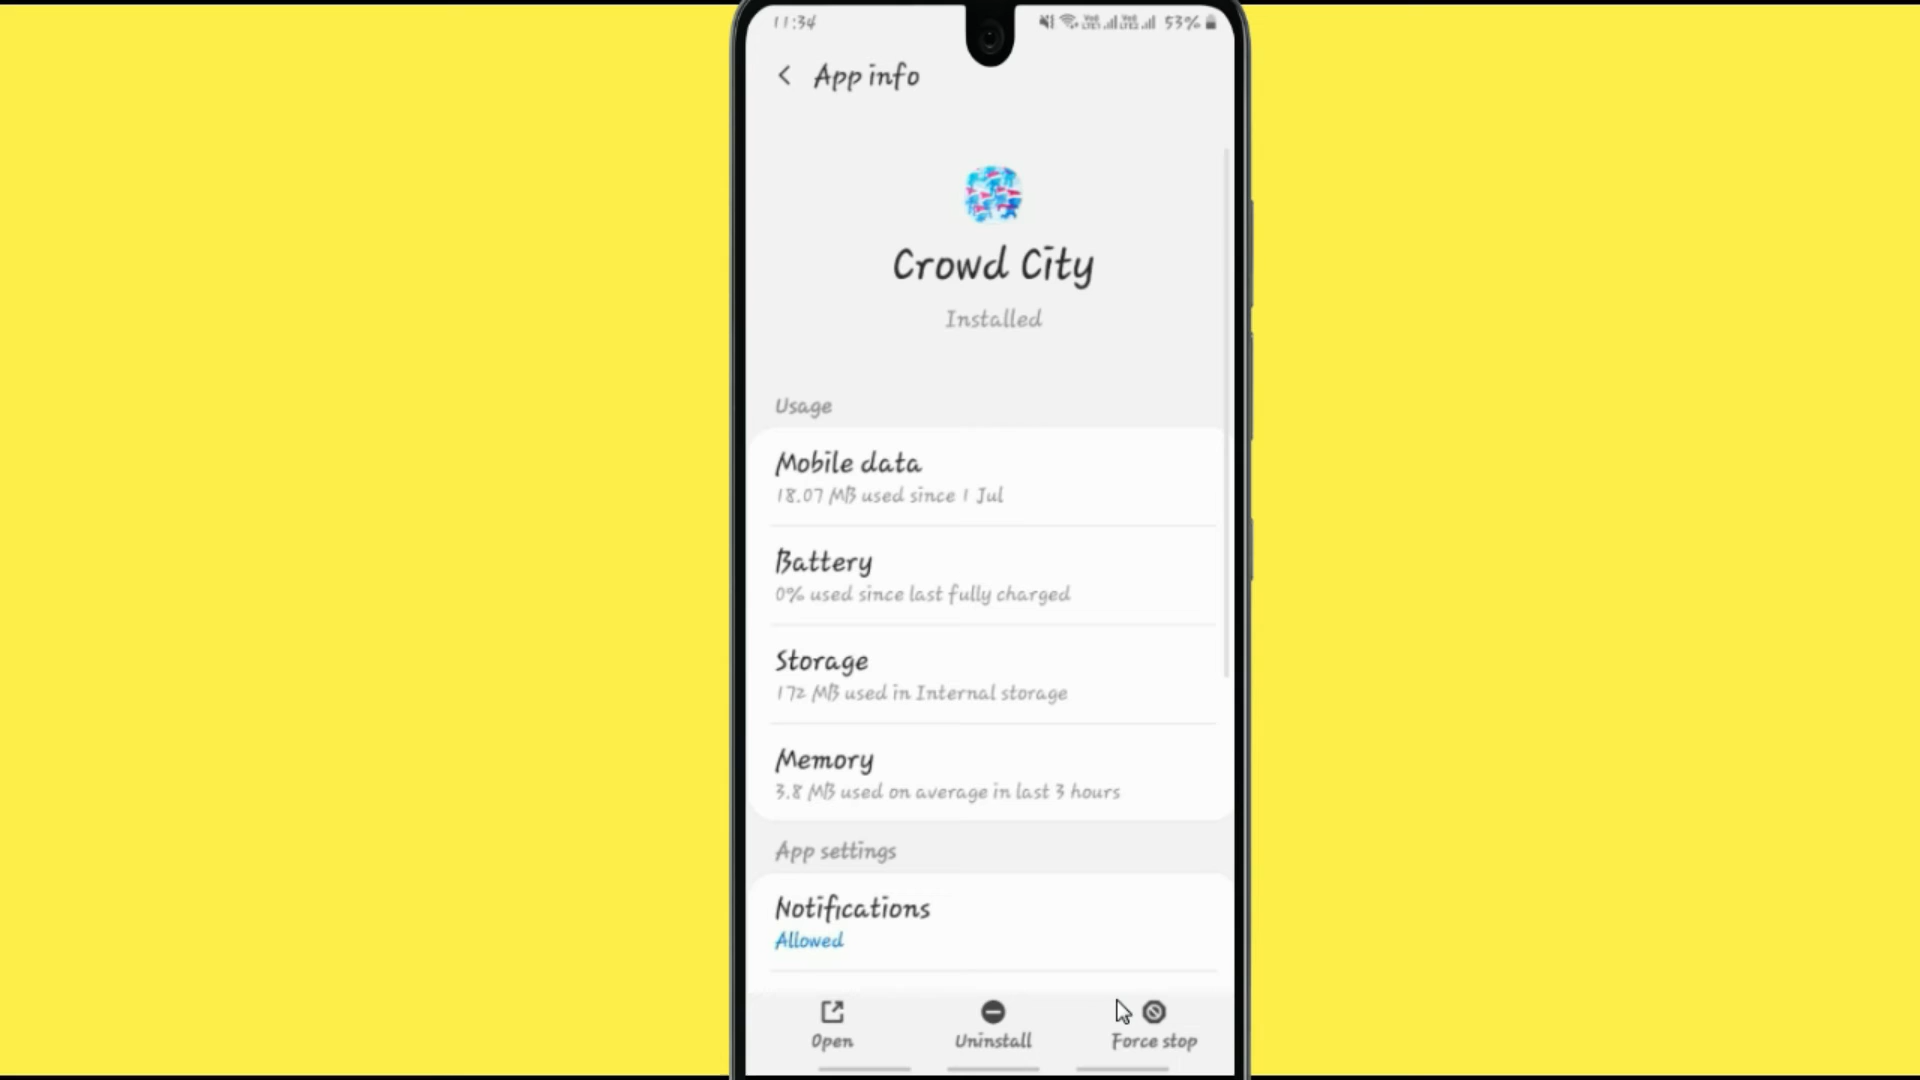 11:34
53%
App info
Crowd City
Installed
Usage
Mobile data
18.07 MB used since 1 Jul
Battery
0% used since last fully charged
Storage
172 MB used in Internal storage
Memory
3.8 MB used on average in last 3 hours
App settings
Notifications
Allowed
Open
Uninstall
Force stop